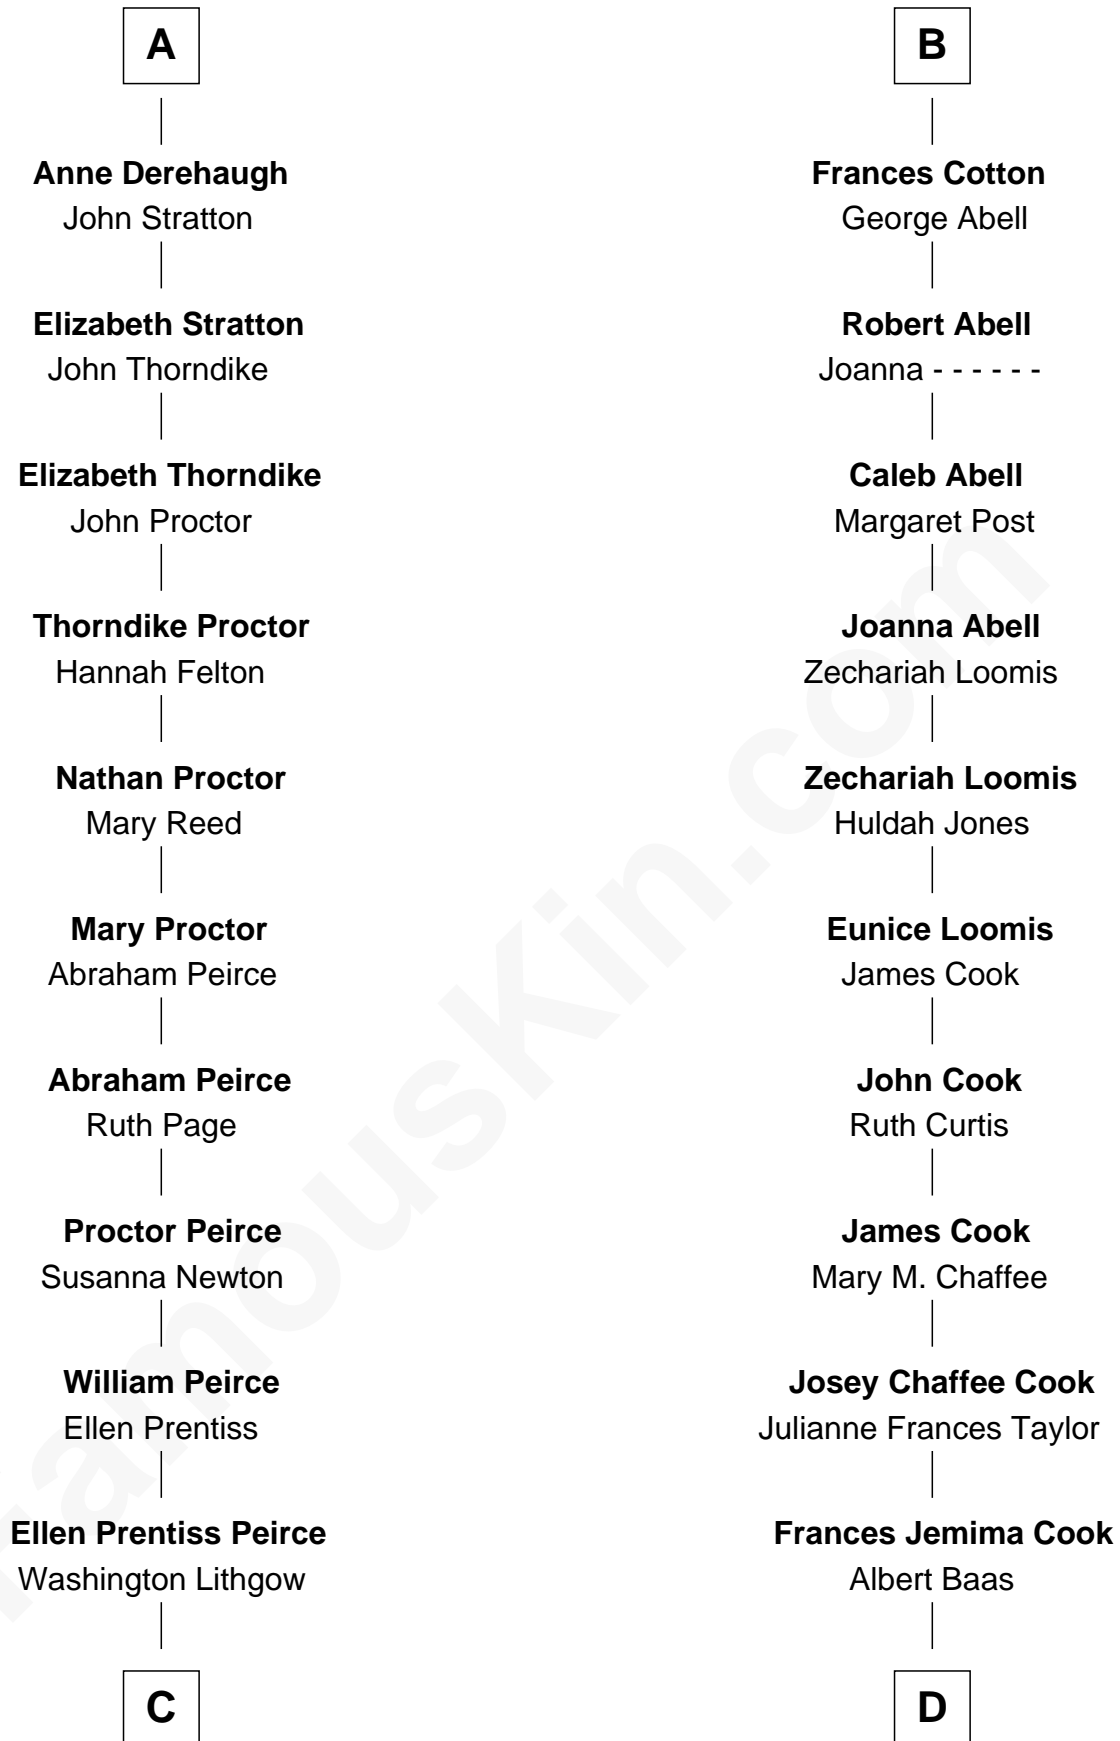 A
Anne Derehaugh
John Stratton
Elizabeth Stratton
John Thorndike
Elizabeth Thorndike
John Proctor
Thorndike Proctor
Hannah Felton
Nathan Proctor
Mary Reed
Mary Proctor
Abraham Peirce
Abraham Peirce
Ruth Page
Proctor Peirce
Susanna Newton
William Peirce
Ellen Prentiss
Ellen Prentiss Peirce
Washington Lithgow
C
B
Frances Cotton
George Abell
Robert Abell
Joanna - - - - - -
Caleb Abell
Margaret Post
Joanna Abell
Zechariah Loomis
Zechariah Loomis
Huldah Jones
Eunice Loomis
James Cook
John Cook
Ruth Curtis
James Cook
Mary M. Chaffee
Josey Chaffee Cook
Julianne Frances Taylor
Frances Jemima Cook
Albert Baas
D
FamousKin.com